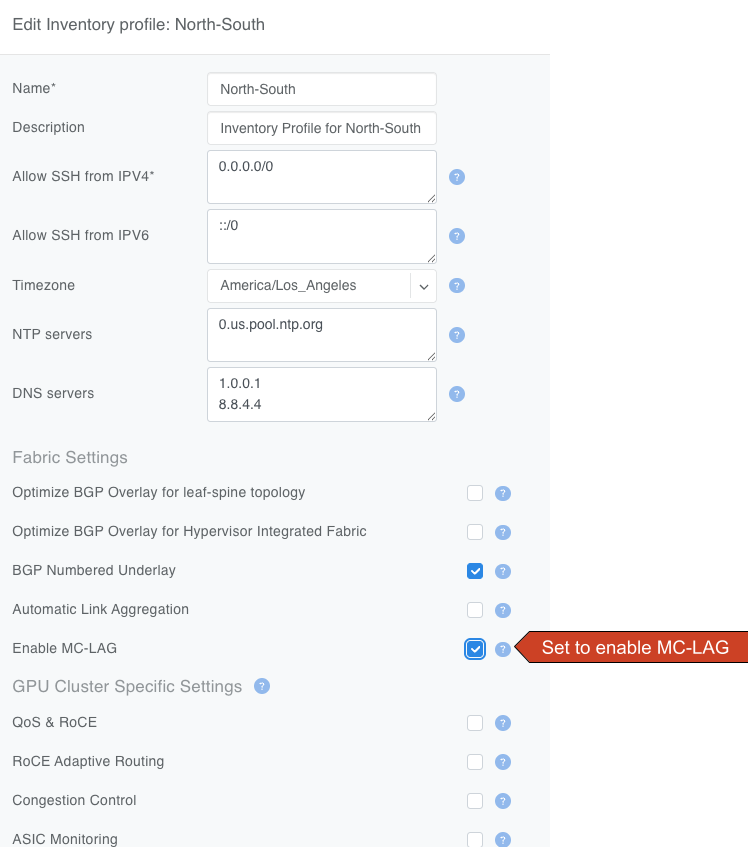 Edit Inventory profile: North-South
Name*
North-South
Description
Inventory Profile for North-South
Allow SSH from IPV4*
0.0.0.0/0
?
Allow SSH from IPV6
::/0
?
Timezone
America/Los_Angeles
?
NTP servers
0.us.pool.ntp.org
?
DNS servers
1.0.0.1
8.8.4.4
?
Fabric Settings
Optimize BGP Overlay for leaf-spine topology
?
Optimize BGP Overlay for Hypervisor Integrated Fabric
?
BGP Numbered Underlay
?
Automatic Link Aggregation
?
Enable MC-LAG
?
Set to enable MC-LAG
GPU Cluster Specific Settings ?
QoS & RoCE
?
RoCE Adaptive Routing
?
Congestion Control
?
ASIC Monitoring
?